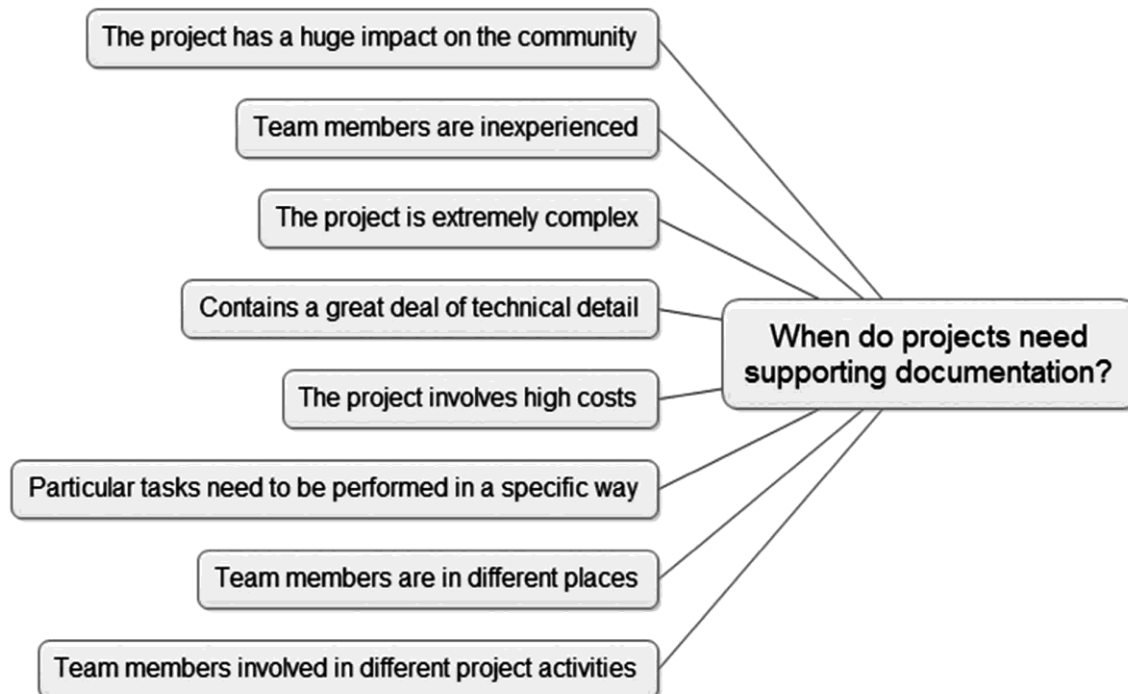 The project has a huge impact on the community
Team members are inexperienced
The project is extremely complex
Contains a great deal of technical detail
When do projects need
supporting documentation?
The project involves high costs
Particular tasks need to be performed in a specific way
Team members are in different places
Team members involved in different project activities